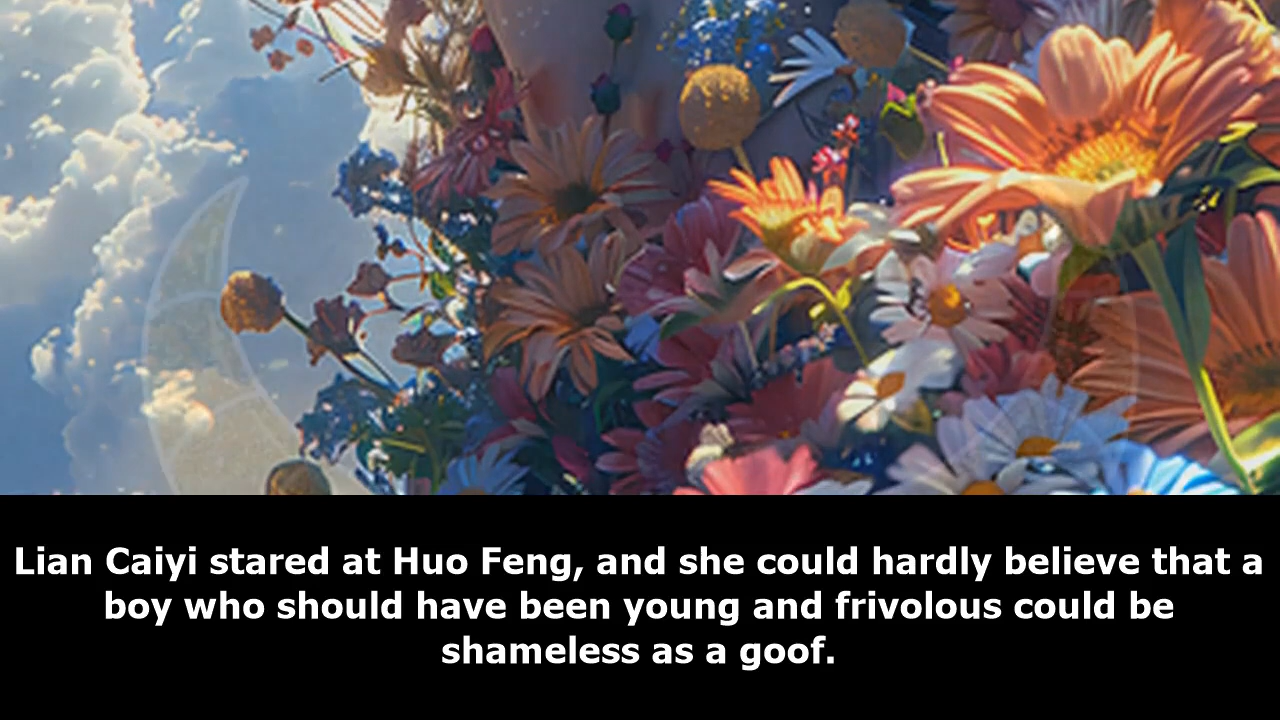 Lian Caiyi stared at Huo Feng, and she could hardly believe that a
boy who should have been young and frivolous could be
shameless as a goof.